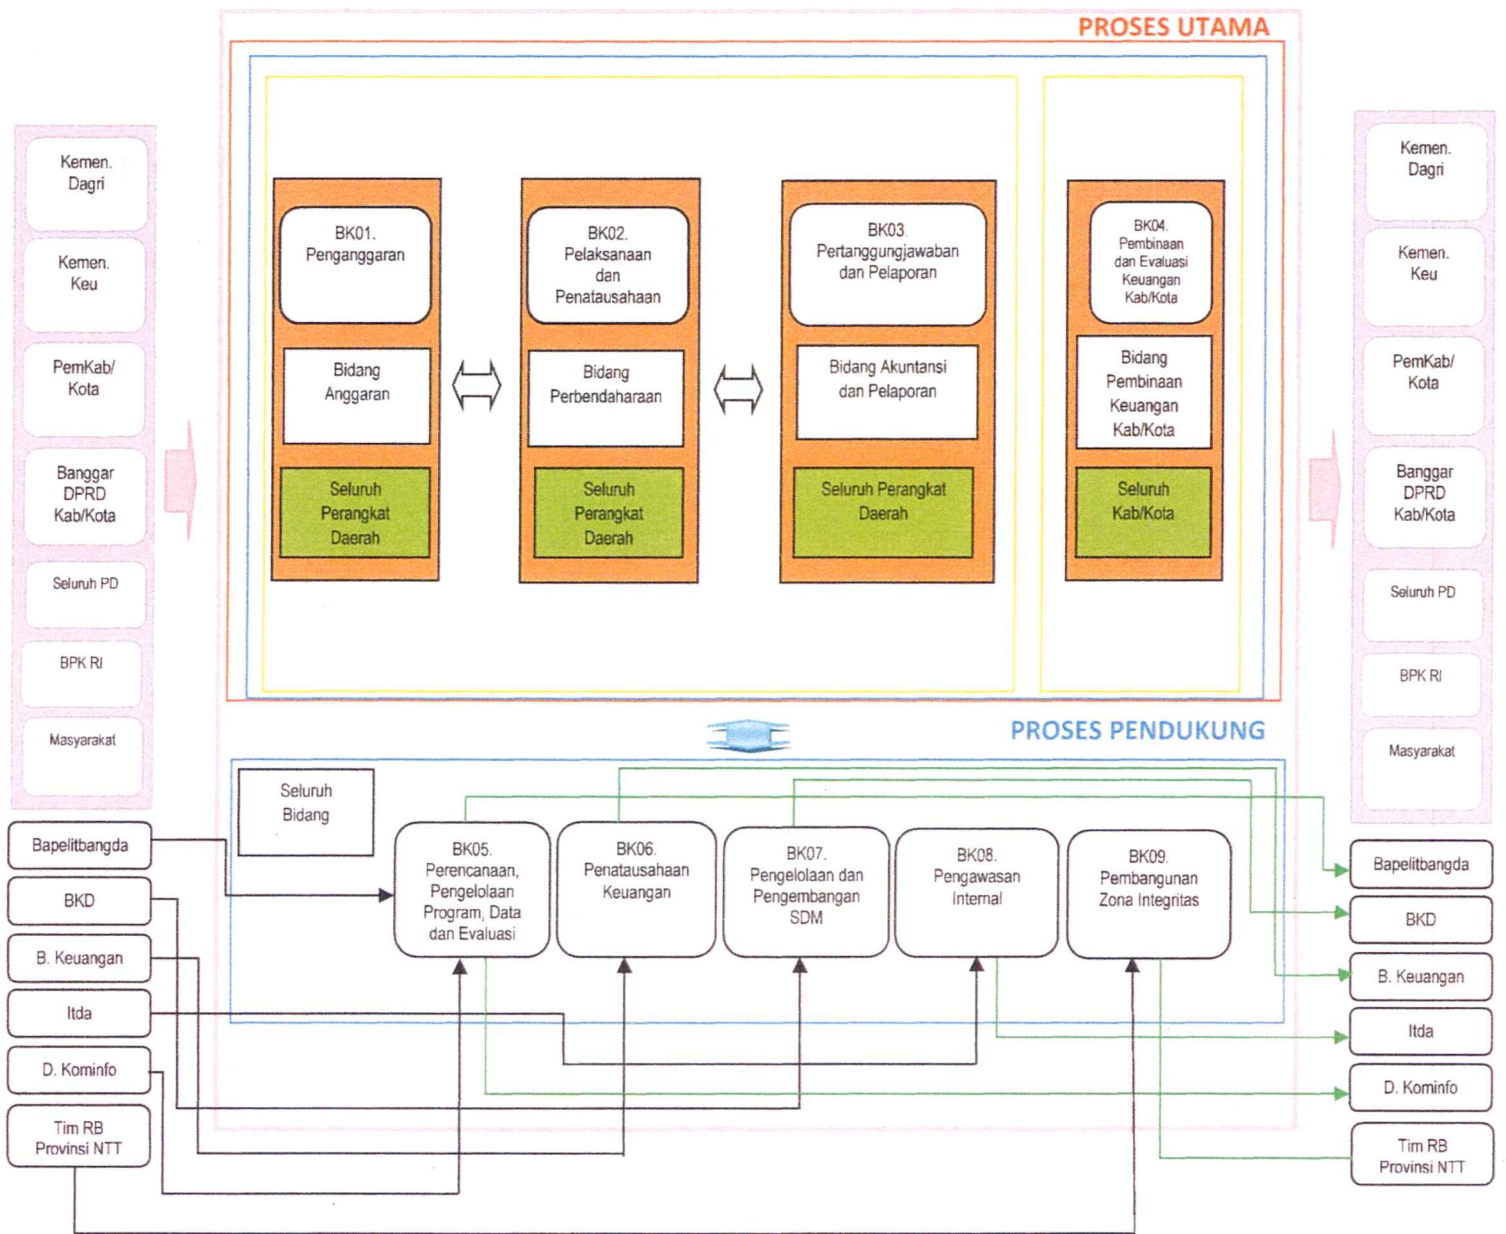 PROSES UTAMA
Kemen.
Dagri
Kemen.
Keu
PemKab/
Kota
Banggar
DPRD
Kab/Kota
Seluruh PD
BPK RI
Masyarakat
BK01.
Penganggaran
Bidang
Anggaran
Seluruh
Perangkat
Daerah
BK02.
Pelaksanaan
dan
Penatausahaan
Bidang
Perbendaharaan
Seluruh
Perangkat
Daerah
BK03.
Pertanggungjawaban
dan Pelaporan
Bidang Akuntansi
dan Pelaporan
Seluruh Perangkat
Daerah
BK04.
Pembinaan
dan Evaluasi
Keuangan
Kab/Kota
Bidang
Pembinaan
Keuangan
Kab/Kota
Seluruh
Kab/Kota
Kemen.
Dagri
Kemen.
Keu
PemKab/
Kota
Banggar
DPRD
Kab/Kota
Seluruh PD
BPK RI
Masyarakat
PROSES PENDUKUNG
Seluruh
Bidang
Bapelitbangda
BKD
B. Keuangan
Itda
D. Kominfo
Tim RB
Provinsi NTT
BK05.
Perencanaan,
Pengelolaan
Program, Data
dan Evaluasi
BK06.
Penatausahaan
Keuangan
BK07.
Pengelolaan dan
Pengembangan
SDM
BK08.
Pengawasan
Internal
BK09.
Pembangunan
Zona Integritas
Bapelitbangda
BKD
B. Keuangan
Itda
D. Kominfo
Tim RB
Provinsi NTT